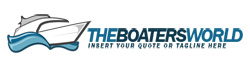 THEBOATERSWORLD
INSERT YOUR QUOTE OR TAGLINE HERE